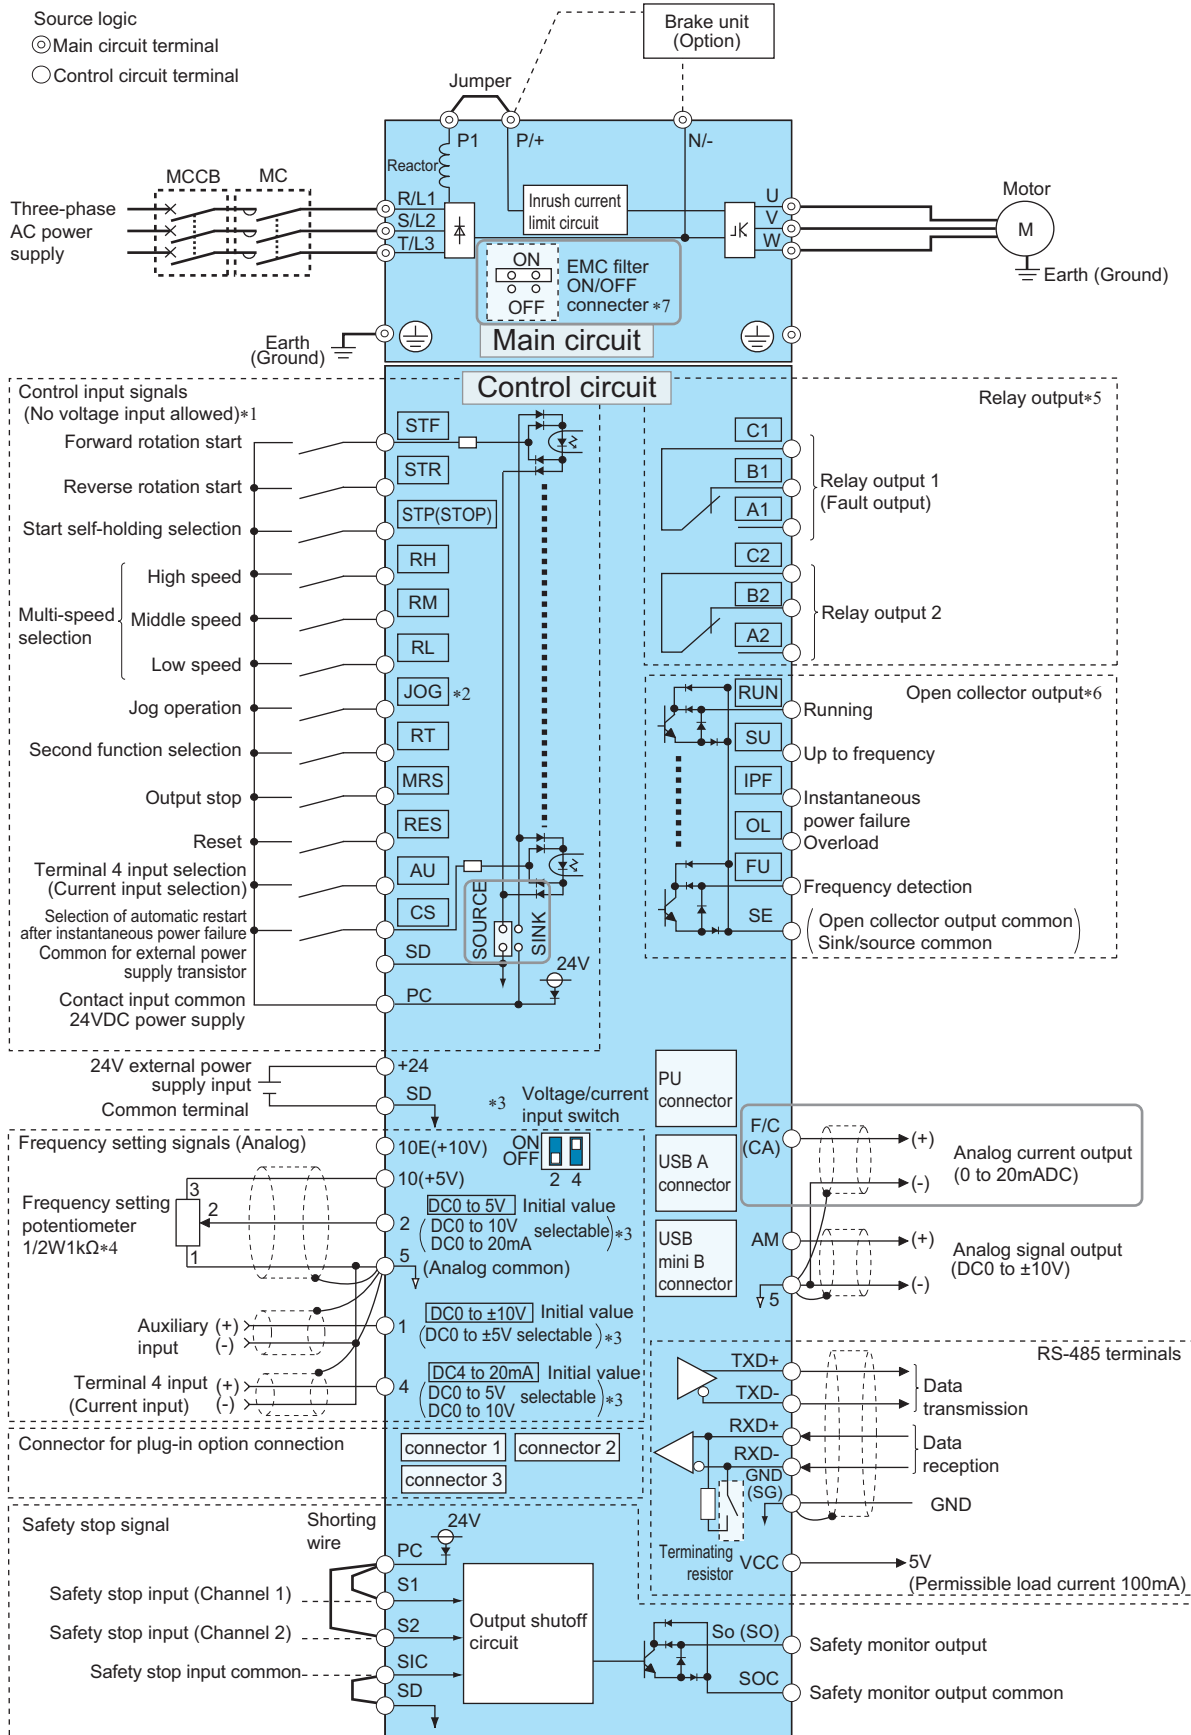 Source logic
Main circuit terminal
Control circuit terminal
Brake unit
(Option)
Jumper
P1
P/+
N/-
Reactor
MCCB
MC
R/L1
S/L2
T/L3
Three-phase
AC power
supply
Inrush current
limit circuit
U
V
W
Motor
M
Earth (Ground)
ON
OFF
EMC filter
ON/OFF
connecter *7
Earth
(Ground)
Main circuit
Control circuit
Control input signals
(No voltage input allowed)*1
Forward rotation start
STF
Reverse rotation start
STR
Start self-holding selection
STP(STOP)
Multi-speed
selection
High speed
RH
Middle speed
RM
Low speed
RL
Jog operation
JOG *2
Second function selection
RT
Output stop
MRS
Reset
RES
Terminal 4 input selection
(Current input selection)
AU
Selection of automatic restart
after instantaneous power failure
CS
Common for external power
supply transistor
SD
Contact input common
24VDC power supply
PC
SOURCE
SINK
24V
Relay output*5
C1
B1
A1
Relay output 1
(Fault output)
C2
B2
A2
Relay output 2
Open collector output*6
RUN
Running
SU
Up to frequency
IPF
Instantaneous
power failure
OL
Overload
FU
Frequency detection
SE
(Open collector output common
Sink/source common)
24V external power
supply input
+24
Common terminal
SD
*3 Voltage/current
input switch
ON
OFF
2 4
Frequency setting signals (Analog)
10E(+10V)
10(+5V)
Frequency setting
potentiometer
1/2W1kΩ*4
3
2
1
2
DC0 to 5V Initial value
(DC0 to 10V
DC0 to 20mA selectable)*3
5
(Analog common)
Auxiliary
input
(+)
(-)
1
DC0 to ±10V Initial value
(DC0 to ±5V selectable)*3
Terminal 4 input
(Current input)
(+)
(-)
4
DC4 to 20mA Initial value
(DC0 to 5V
DC0 to 10V selectable)*3
PU
connector
USB A
connector
USB
mini B
connector
F/C
(CA)
(+)
(-)
Analog current output
(0 to 20mADC)
AM
5
(+)
(-)
Analog signal output
(DC0 to ±10V)
Connector for plug-in option connection
connector 1
connector 2
connector 3
RS-485 terminals
TXD+
TXD-
Data
transmission
RXD+
RXD-
Data
reception
GND
(SG)
GND
Terminating
resistor
VCC
5V
(Permissible load current 100mA)
Safety stop signal
Shorting
wire
24V
PC
Safety stop input (Channel 1)
S1
Safety stop input (Channel 2)
S2
Safety stop input common
SIC
SD
Output shutoff
circuit
So (SO)
Safety monitor output
SOC
Safety monitor output common